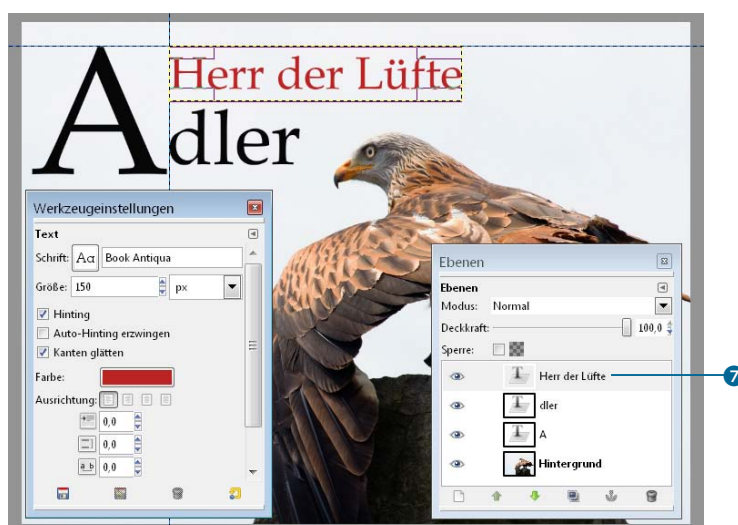 Herr der Lüfte
Adler
Werkzeugeinstellungen
Text
Schrift: Aa Book Antiqua
Größe: 150 px
Hinting
Auto-Hinting erzwingen
Kanten glätten
Farbe:
Ausrichtung:
0,0
0,0
a_b 0,0
Ebenen
Ebenen
Modus: Normal
Deckkraft: 100,0
Sperre:
T Herr der Lüfte 7
T dler
T A
Hintergrund